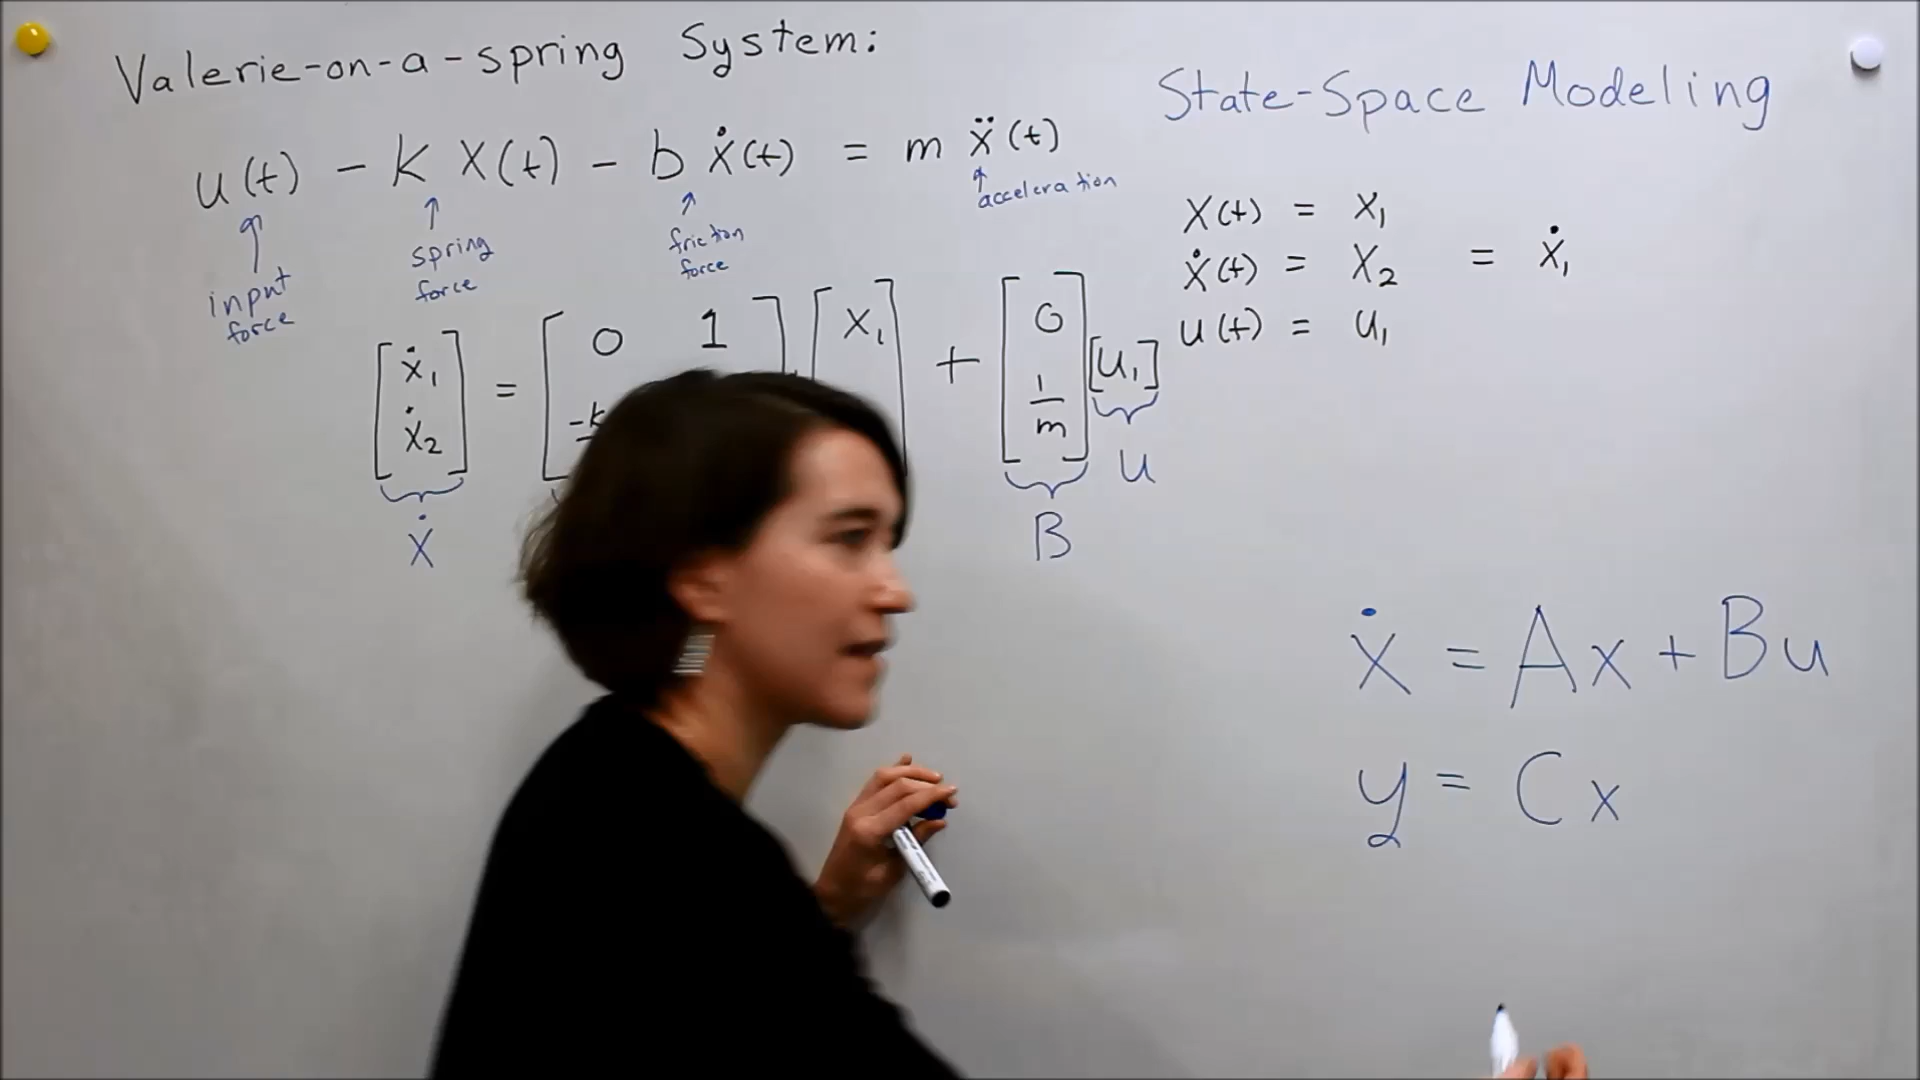 Valerie-on-a-spring System:
State-Space Modeling
u(t) - k x(t) - b ẋ(t) = m ẍ(t)
input force
spring force
friction force
acceleration
x(t) = x₁
ẋ(t) = x₂ = ẋ₁
u(t) = u₁
[ẋ₁ = [0 1 [x₁] + [0 [u₁]
ẋ₂] -k 1/m]
ẋ B u
ẋ = Ax + Bu
y = Cx